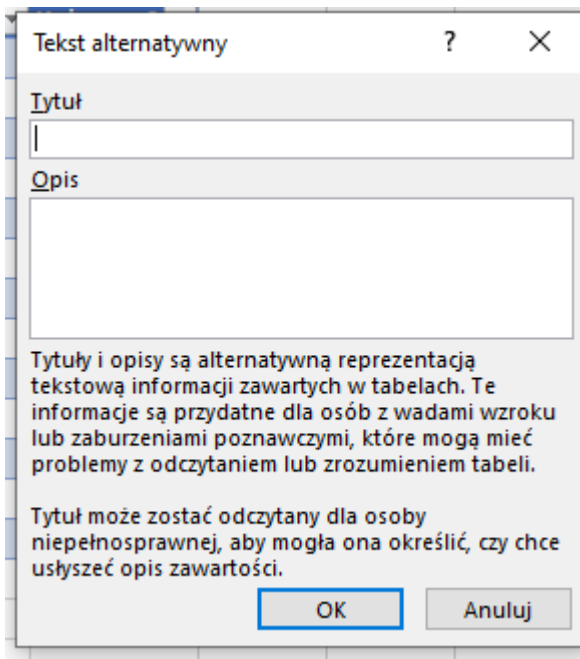 Tekst alternatywny ? ×
Tytuł
Opis
Tytuły i opisy są alternatywną reprezentacją
tekstową informacji zawartych w tabelach. Te
informacje są przydatne dla osób z wadami wzroku
lub zaburzeniami poznawczymi, które mogą mieć
problemy z odczytaniem lub zrozumieniem tabeli.
Tytuł może zostać odczytany dla osoby
niepełnosprawnej, aby mogła ona określić, czy chce
usłyszeć opis zawartości.
OK Anuluj